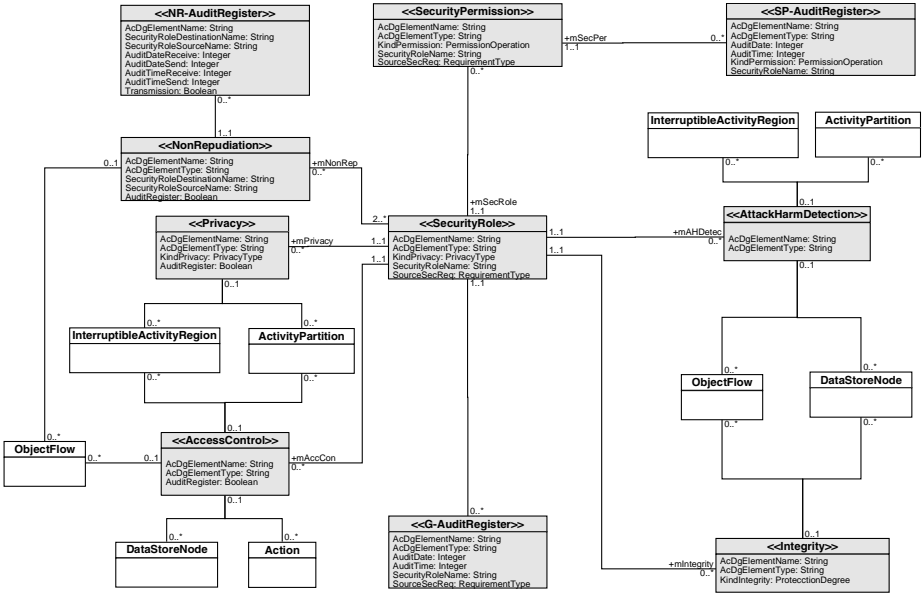 <<NR-AuditRegister>>
AcDgElementName: String
SecurityRoleDestinationName: String
SecurityRoleSourceName: String
AuditDateReceive: Integer
AuditDateSend: Integer
AuditTimeReceive: Integer
AuditTimeSend: Integer
Transmission: Boolean
0..*
1..1
<<SecurityPermission>>
AcDgElementName: String
AcDgElementType: String
KindPermission: PermissionOperation
SecurityRoleName: String
SourceSecReq: RequirementType
0..*
+mSecPer
1..1
0..*
<<SP-AuditRegister>>
AcDgElementName: String
AcDgElementType: String
AuditDate: Integer
AuditTime: Integer
KindPermission: PermissionOperation
SecurityRoleName: String
InterruptibleActivityRegion
0..*
ActivityPartition
0..*
0..1
0..1
<<NonRepudiation>>
AcDgElementName: String
AcDgElementType: String
SecurityRoleDestinationName: String
SecurityRoleSourceName: String
AuditRegister: Boolean
+mNonRep
0..*
2..*
+mSecRole
1..1
<<Privacy>>
AcDgElementName: String
AcDgElementType: String
KindPrivacy: PrivacyType
AuditRegister: Boolean
+mPrivacy
0..*
0..1
1..1
1..1
<<SecurityRole>>
AcDgElementName: String
AcDgElementType: String
KindPrivacy: PrivacyType
SecurityRoleName: String
SourceSecReq: RequirementType
1..1
1..1
1..1
+mAHDetec
0..*
<<AttackHarmDetection>>
AcDgElementName: String
AcDgElementType: String
0..1
0..*
InterruptibleActivityRegion
0..*
0..*
ActivityPartition
0..*
0..1
0..*
ObjectFlow
0..*
0..1
<<AccessControl>>
AcDgElementName: String
AcDgElementType: String
AuditRegister: Boolean
+mAccCon
0..*
0..1
0..*
DataStoreNode
0..*
Action
0..*
<<G-AuditRegister>>
AcDgElementName: String
AcDgElementType: String
AuditDate: Integer
AuditTime: Integer
SecurityRoleName: String
SourceSecReq: RequirementType
0..*
ObjectFlow
0..*
0..*
DataStoreNode
0..*
0..1
+mIntegrity
0..*
<<Integrity>>
AcDgElementName: String
AcDgElementType: String
KindIntegrity: ProtecctionDegree